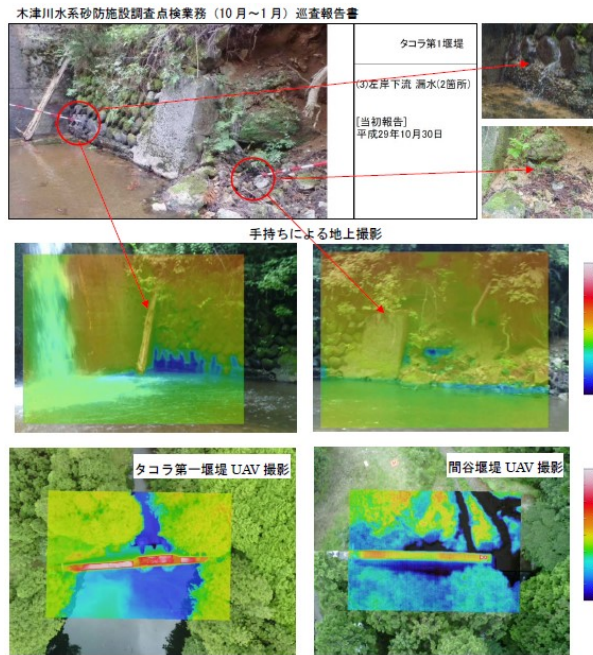 木津川水系砂防施設調査点検業務（10月～1月）巡査報告書
タコラ第1堰堤
(3)左岸下流 漏水(2箇所)
[当初報告]
平成29年10月30日
手持ちによる地上撮影
タコラ第一堰堤 UAV 撮影
間谷堰堤 UAV 撮影